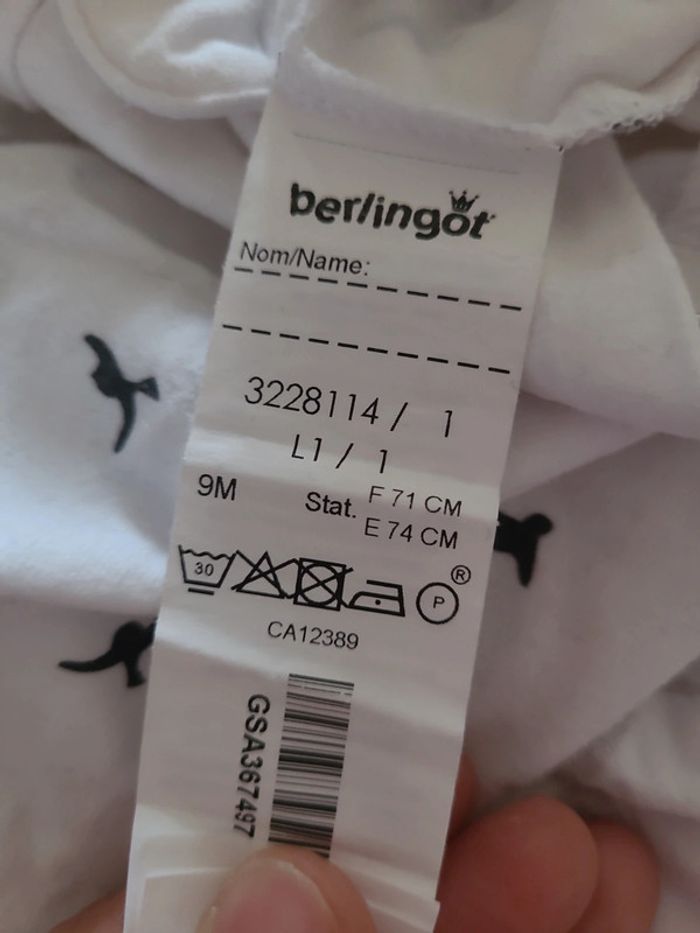 berlingot
Nom/Name:
3228114 / 1
L1 / 1
9M Stat. F 71 CM
E 74 CM
30 P ®
CA12389
GSA367497